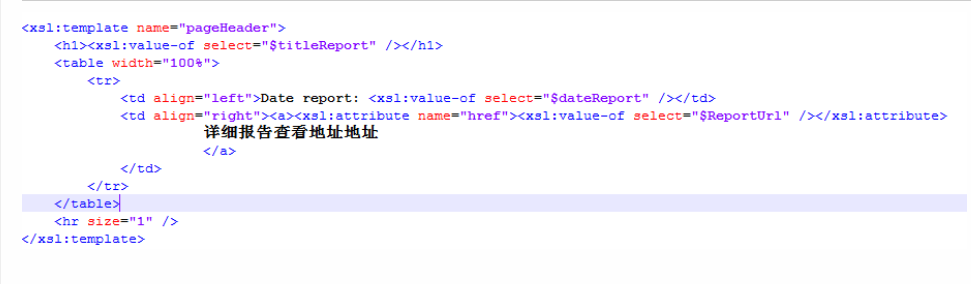 <xsl:template name="pageHeader">
<h1><xsl:value-of select="$titleReport" /></h1>
<table width="100%">
<tr>
<td align="left">Date report: <xsl:value-of select="$dateReport" /></td>
<td align="right"><a><xsl:attribute name="href"><xsl:value-of select="$ReportUrl" /></xsl:attribute>
详细报告查看地址地址
</a>
</td>
</tr>
</table>
<hr size="1" />
</xsl:template>